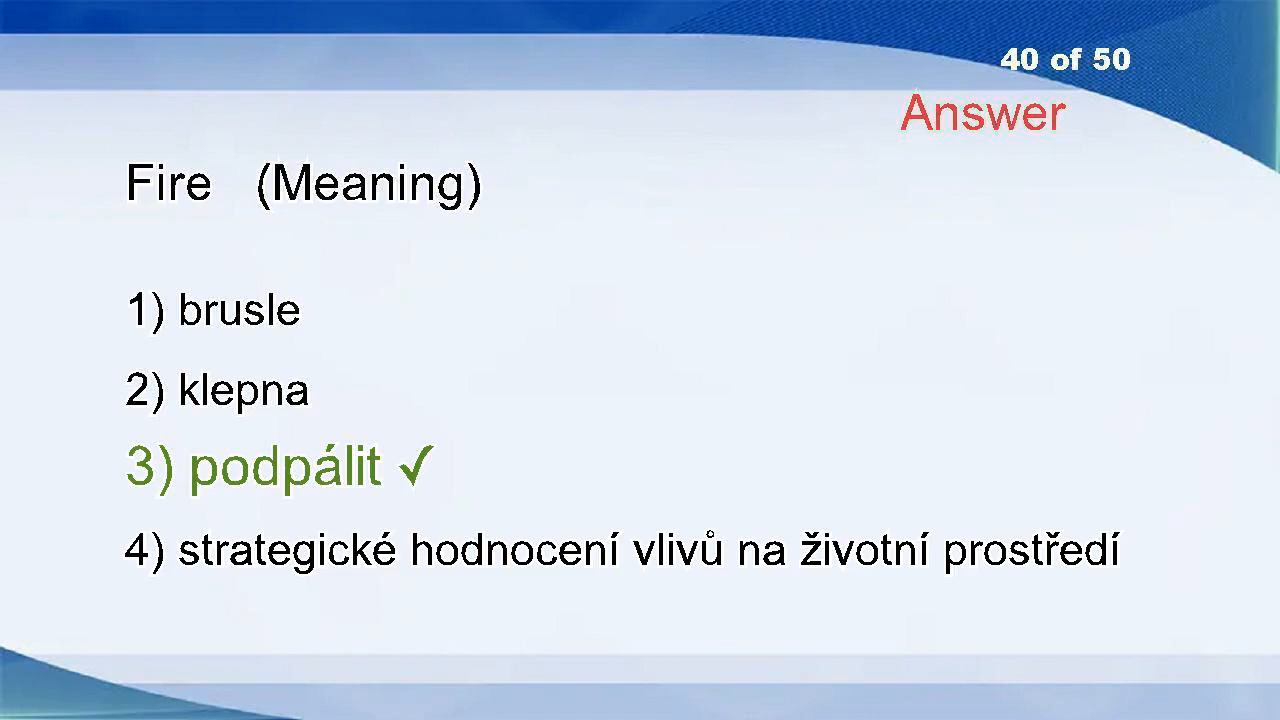 40 of 50
Answer
Fire (Meaning)
1) brusle
2) klepna
3) podpálit ✓
4) strategické hodnocení vlivů na životní prostředí